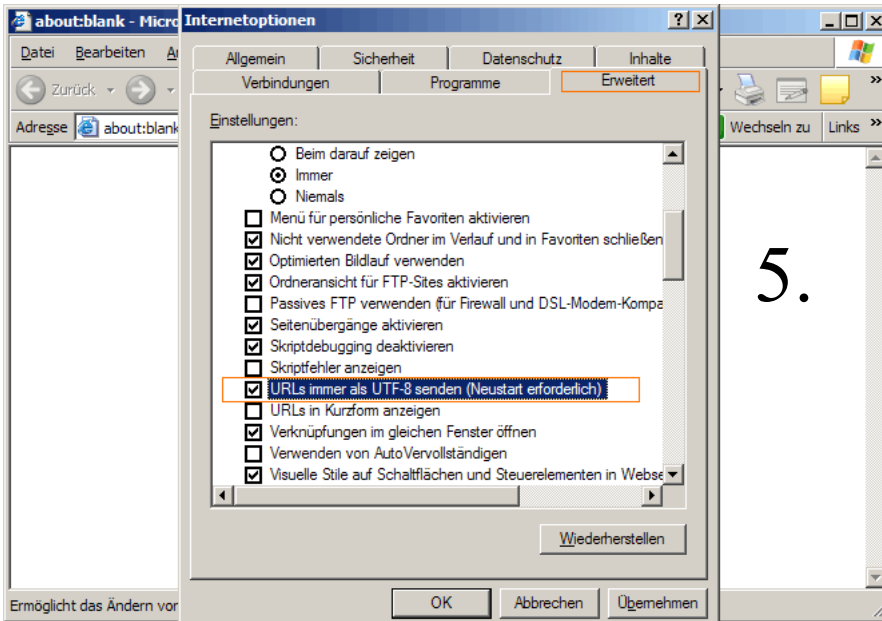 about:blank - Micro
Internetoptionen
Datei Bearbeiten A
Zurück
Adresse about:blank
Wechseln zu Links
Allgemein Sicherheit Datenschutz Inhalte
Verbindungen Programme Erweitert
Einstellungen:
Beim darauf zeigen
Immer
Niemals
Menü für persönliche Favoriten aktivieren
Nicht verwendete Ordner im Verlauf und in Favoriten schließen
Optimierten Bildlauf verwenden
Ordneransicht für FTP-Sites aktivieren
Passives FTP verwenden (für Firewall und DSL-Modem-Kompa
Seitenübergänge aktivieren
Skriptdebugging deaktivieren
Skriptfehler anzeigen
URLs immer als UTF-8 senden (Neustart erforderlich)
URLs in Kurzform anzeigen
Verknüpfungen im gleichen Fenster öffnen
Verwenden von AutoVervollständigen
Visuelle Stile auf Schaltflächen und Steuerelementen in Webse
5.
Wiederherstellen
OK Abbrechen Übernehmen
Ermöglicht das Ändern vor